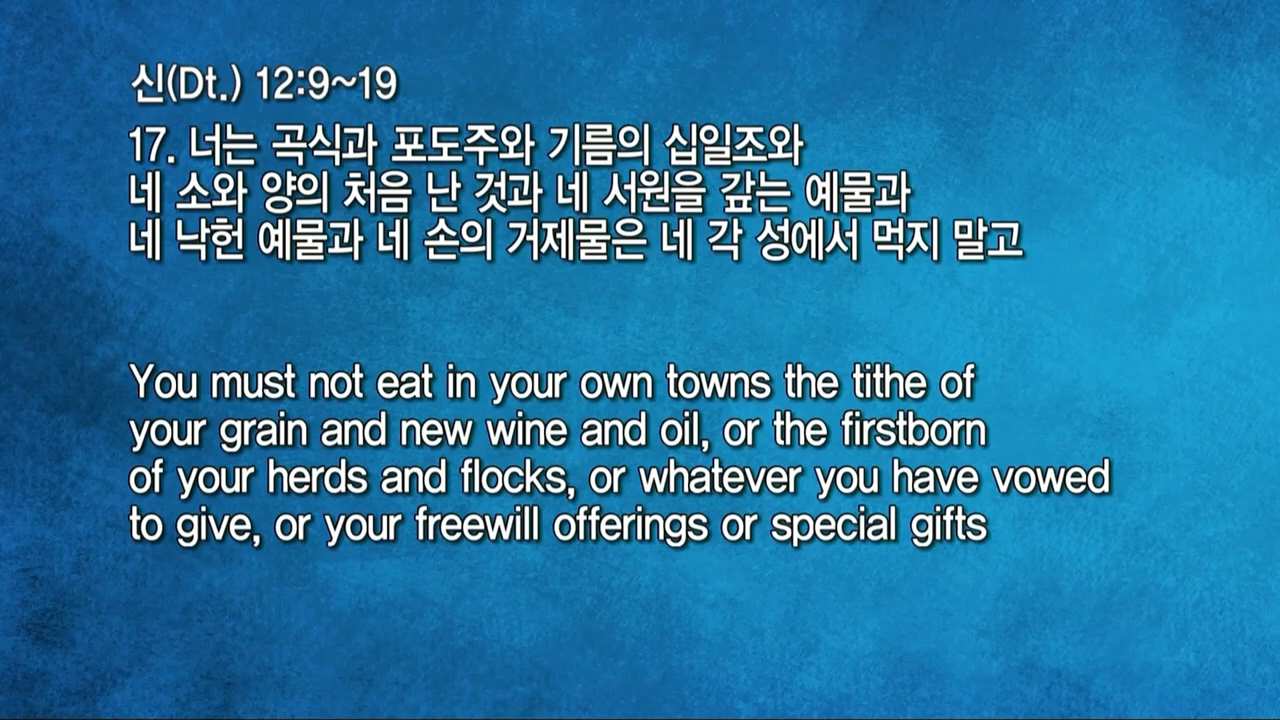 신(Dt.) 12:9~19
17. 너는 곡식과 포도주와 기름의 십일조와
네 소와 양의 처음 난 것과 네 서원을 갚는 예물과
네 낙헌 예물과 네 손의 거제물은 네 각 성에서 먹지 말고
You must not eat in your own towns the tithe of
your grain and new wine and oil, or the firstborn
of your herds and flocks, or whatever you have vowed
to give, or your freewill offerings or special gifts